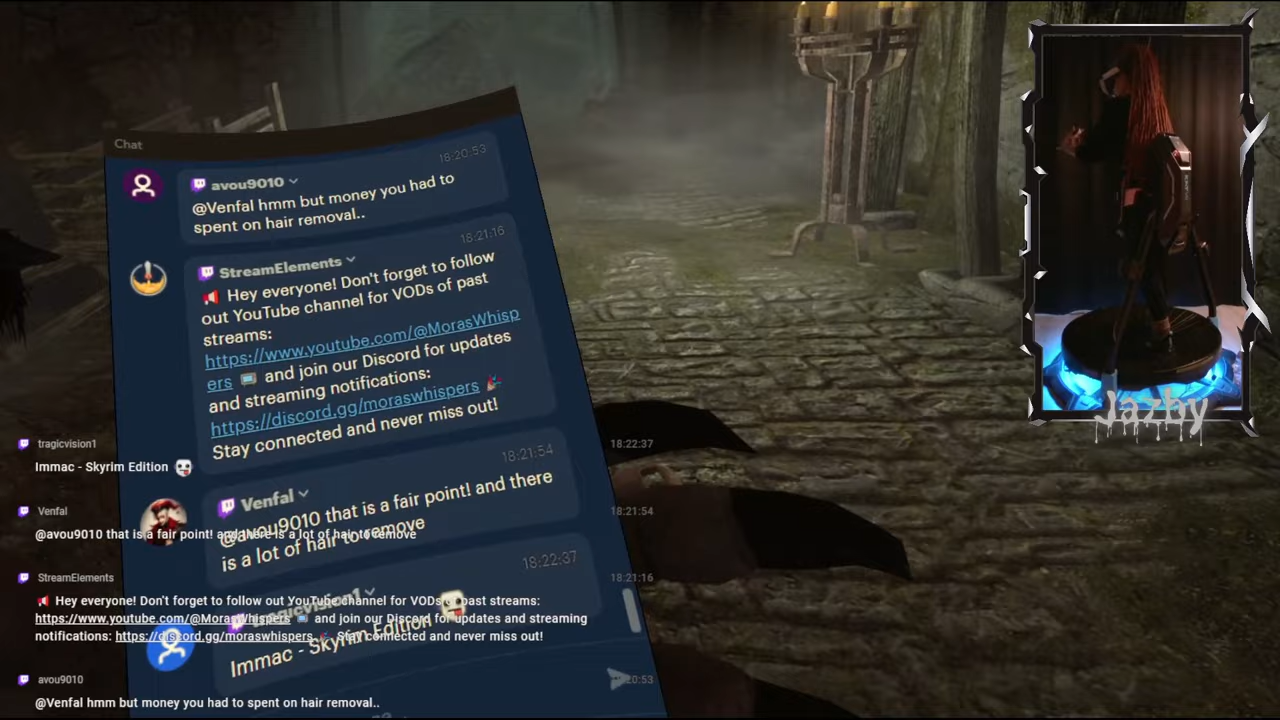 Chat
18:20:53
avou9010
@Venfal hmm but money you had to
spent on hair removal..
18:21:16
StreamElements
Hey everyone! Don't forget to follow
out YouTube channel for VODs of past
streams:
https://www.youtube.com/@MorasWhisp
ers and join our Discord for updates
and streaming notifications:
https://discord.gg/moraswhispers
Stay connected and never miss out!
18:21:54
Venfal
@avou9010 that is a fair point! and there
is a lot of hair to remove
18:22:37
tragicvision1
Immac - Skyrim Edition
tragicvision1
18:22:37
Immac - Skyrim Edition
Venfal
18:21:54
@avou9010 that is a fair point! and there is a lot of hair to remove
StreamElements
18:21:16
Hey everyone! Don't forget to follow out YouTube channel for VODs of past streams:
https://www.youtube.com/@MorasWhispers and join our Discord for updates and streaming
notifications: https://discord.gg/moraswhispers Stay connected and never miss out!
avou9010
18:20:53
@Venfal hmm but money you had to spent on hair removal..
Jazby